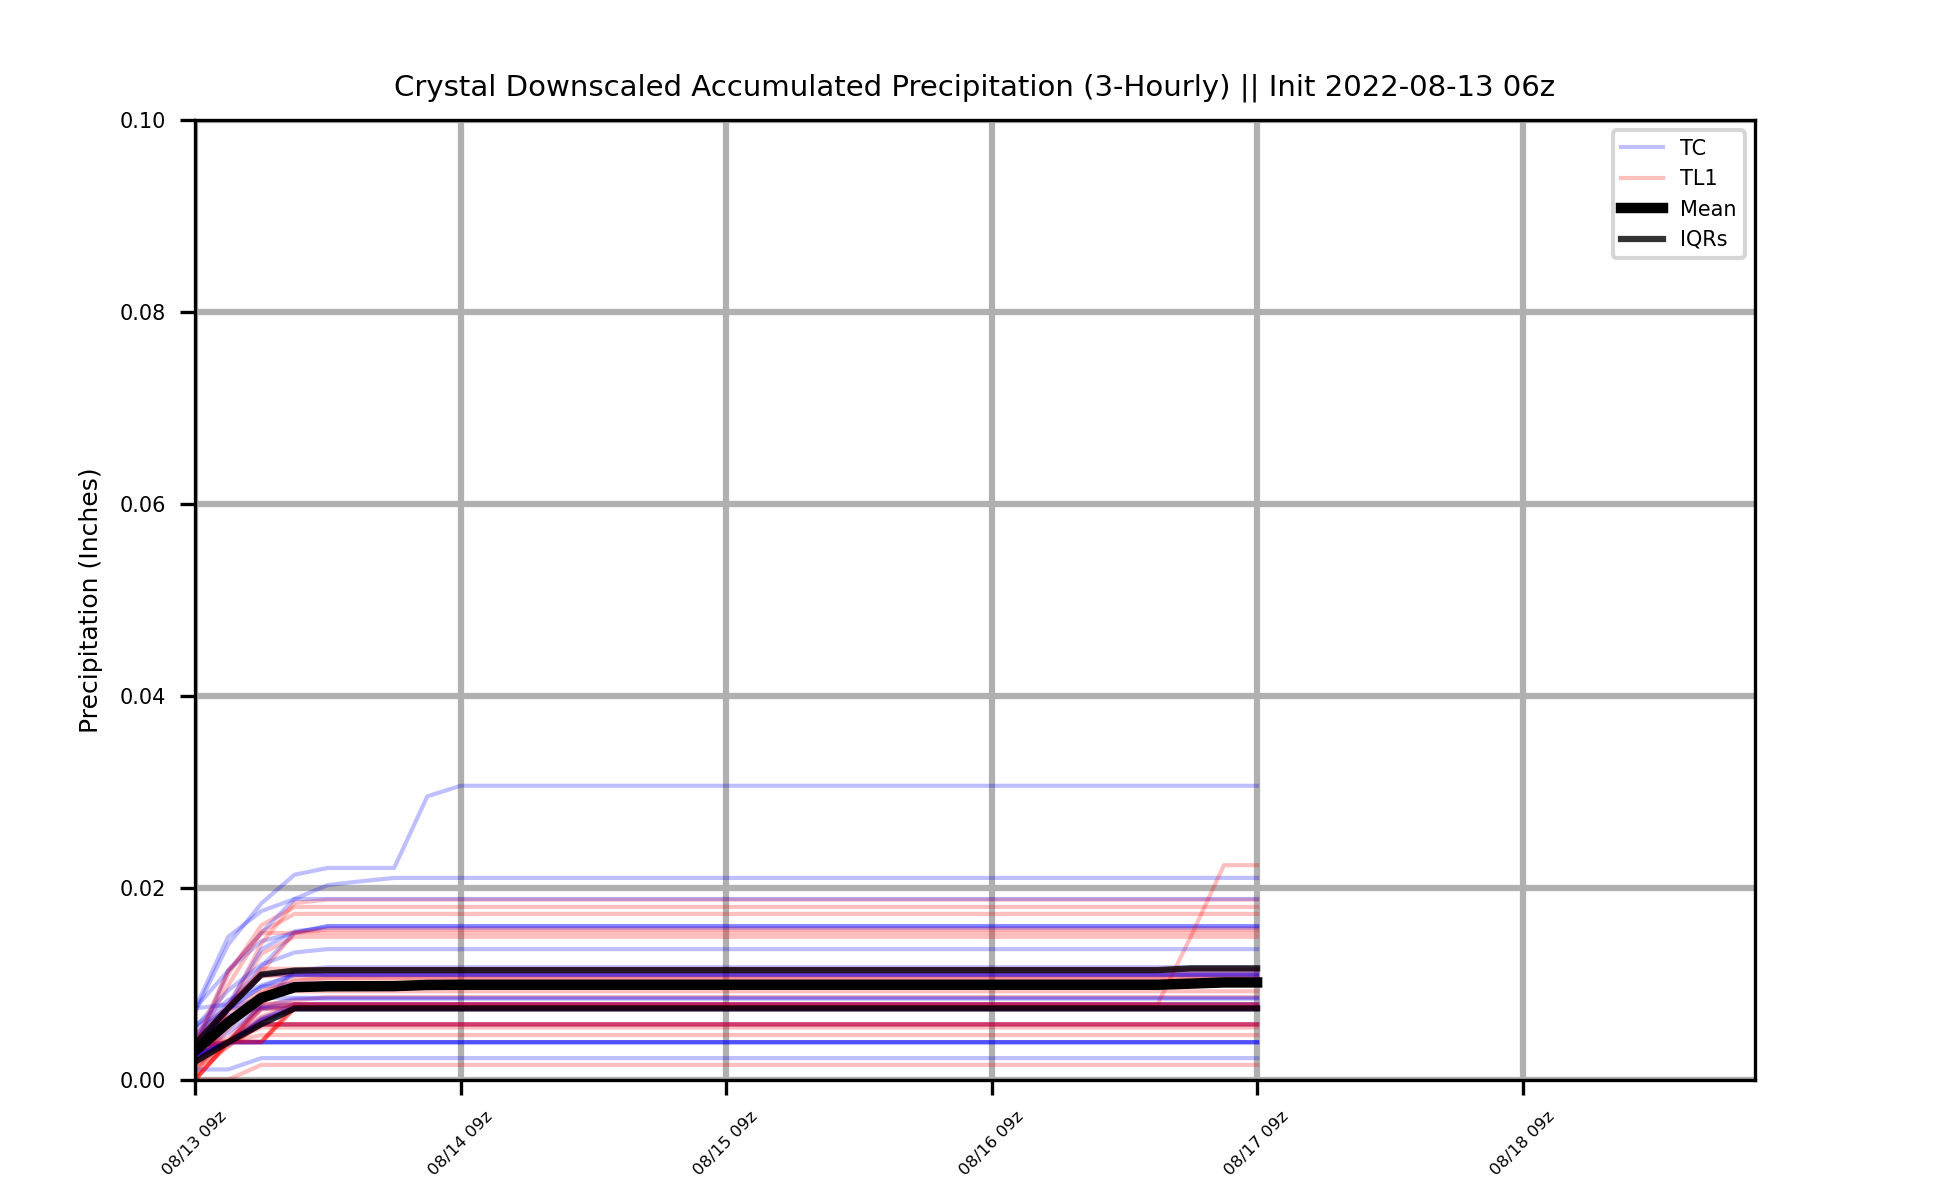 Crystal Downscaled Accumulated Precipitation (3-Hourly) || Init 2022-08-13 06z
TC
TL1
Mean
IQRs
Precipitation (Inches)
0.10
0.08
0.06
0.04
0.02
0.00
08/13 09z
08/14 09z
08/15 09z
08/16 09z
08/17 09z
08/18 09z